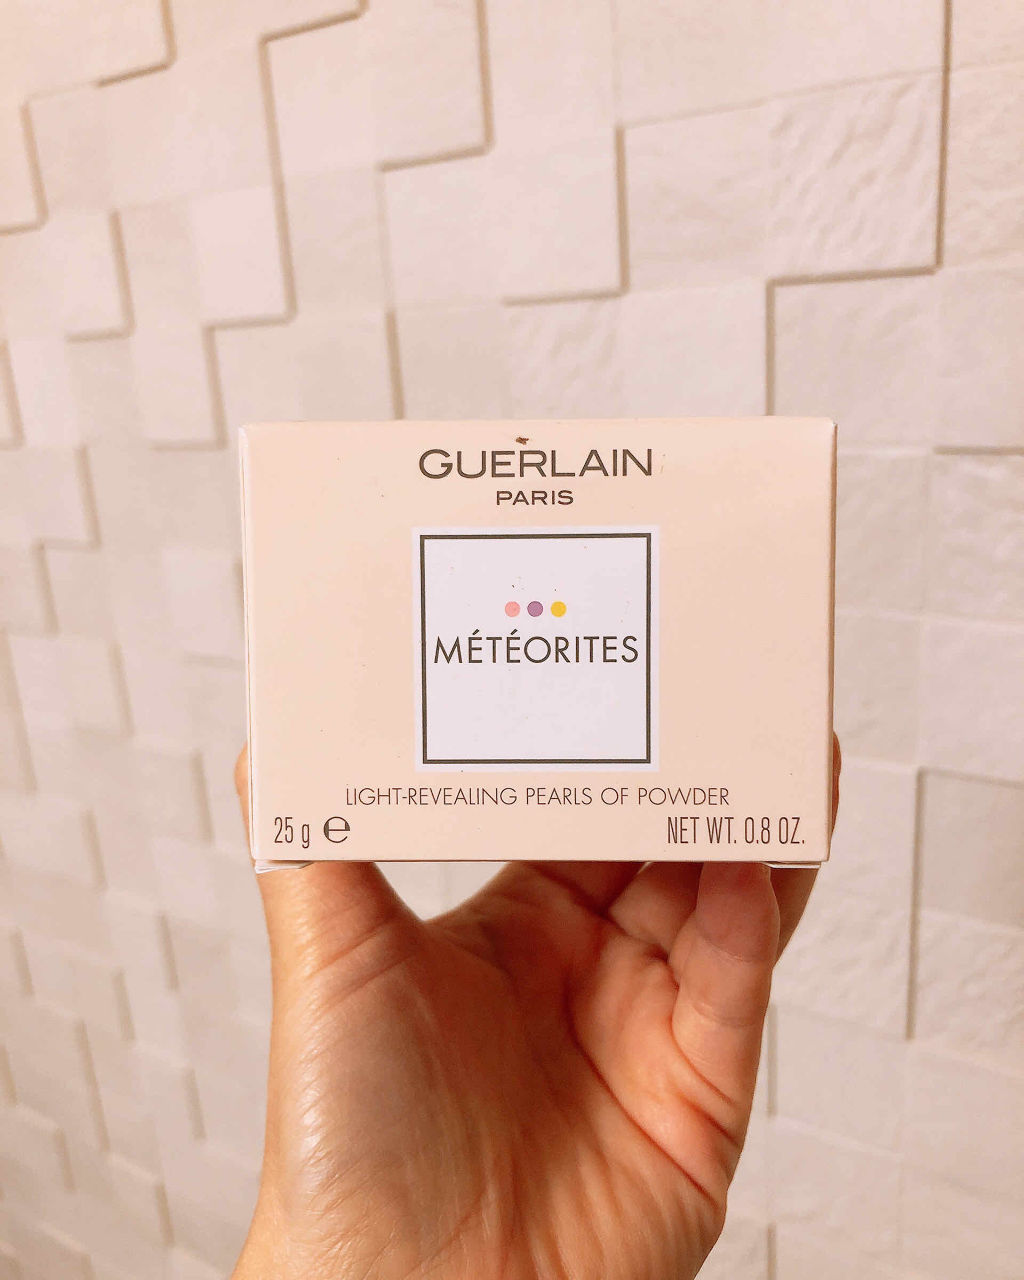 GUERLAIN
PARIS
MÉTÉORITES
LIGHT-REVEALING PEARLS OF POWDER
25 g ℮ NET WT. 0.8 OZ.